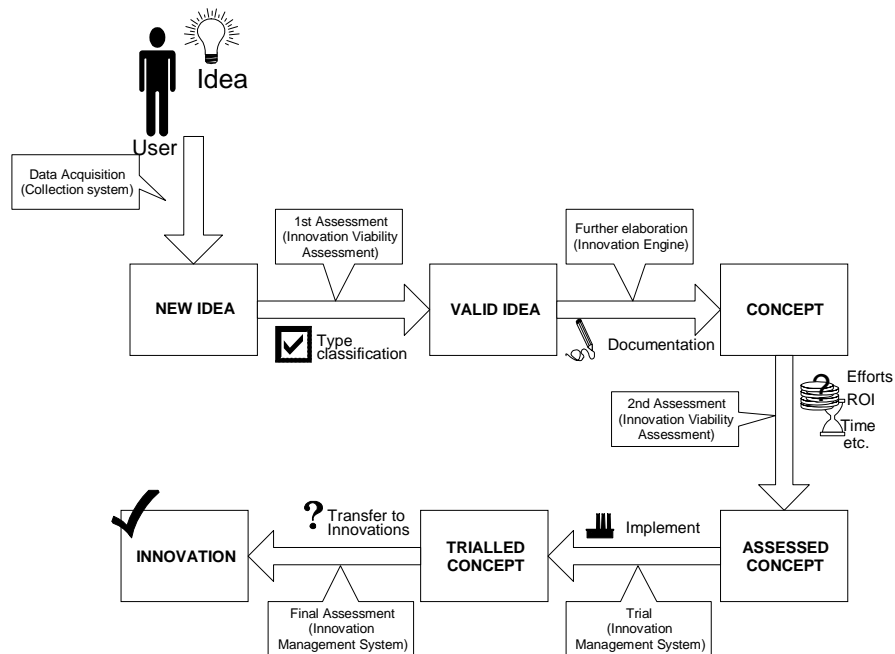 Idea
User
Data Acquisition
(Collection system)
1st Assessment
(Innovation Viability
Assessment)
Further elaboration
(Innovation Engine)
NEW IDEA
VALID IDEA
CONCEPT
Type
classification
Documentation
2nd Assessment
(Innovation Viability
Assessment)
?
Efforts
ROI
Time
etc.
? Transfer to
Innovations
Implement
INNOVATION
TRIALLED
CONCEPT
ASSESSED
CONCEPT
Final Assessment
(Innovation
Management System)
Trial
(Innovation
Management System)